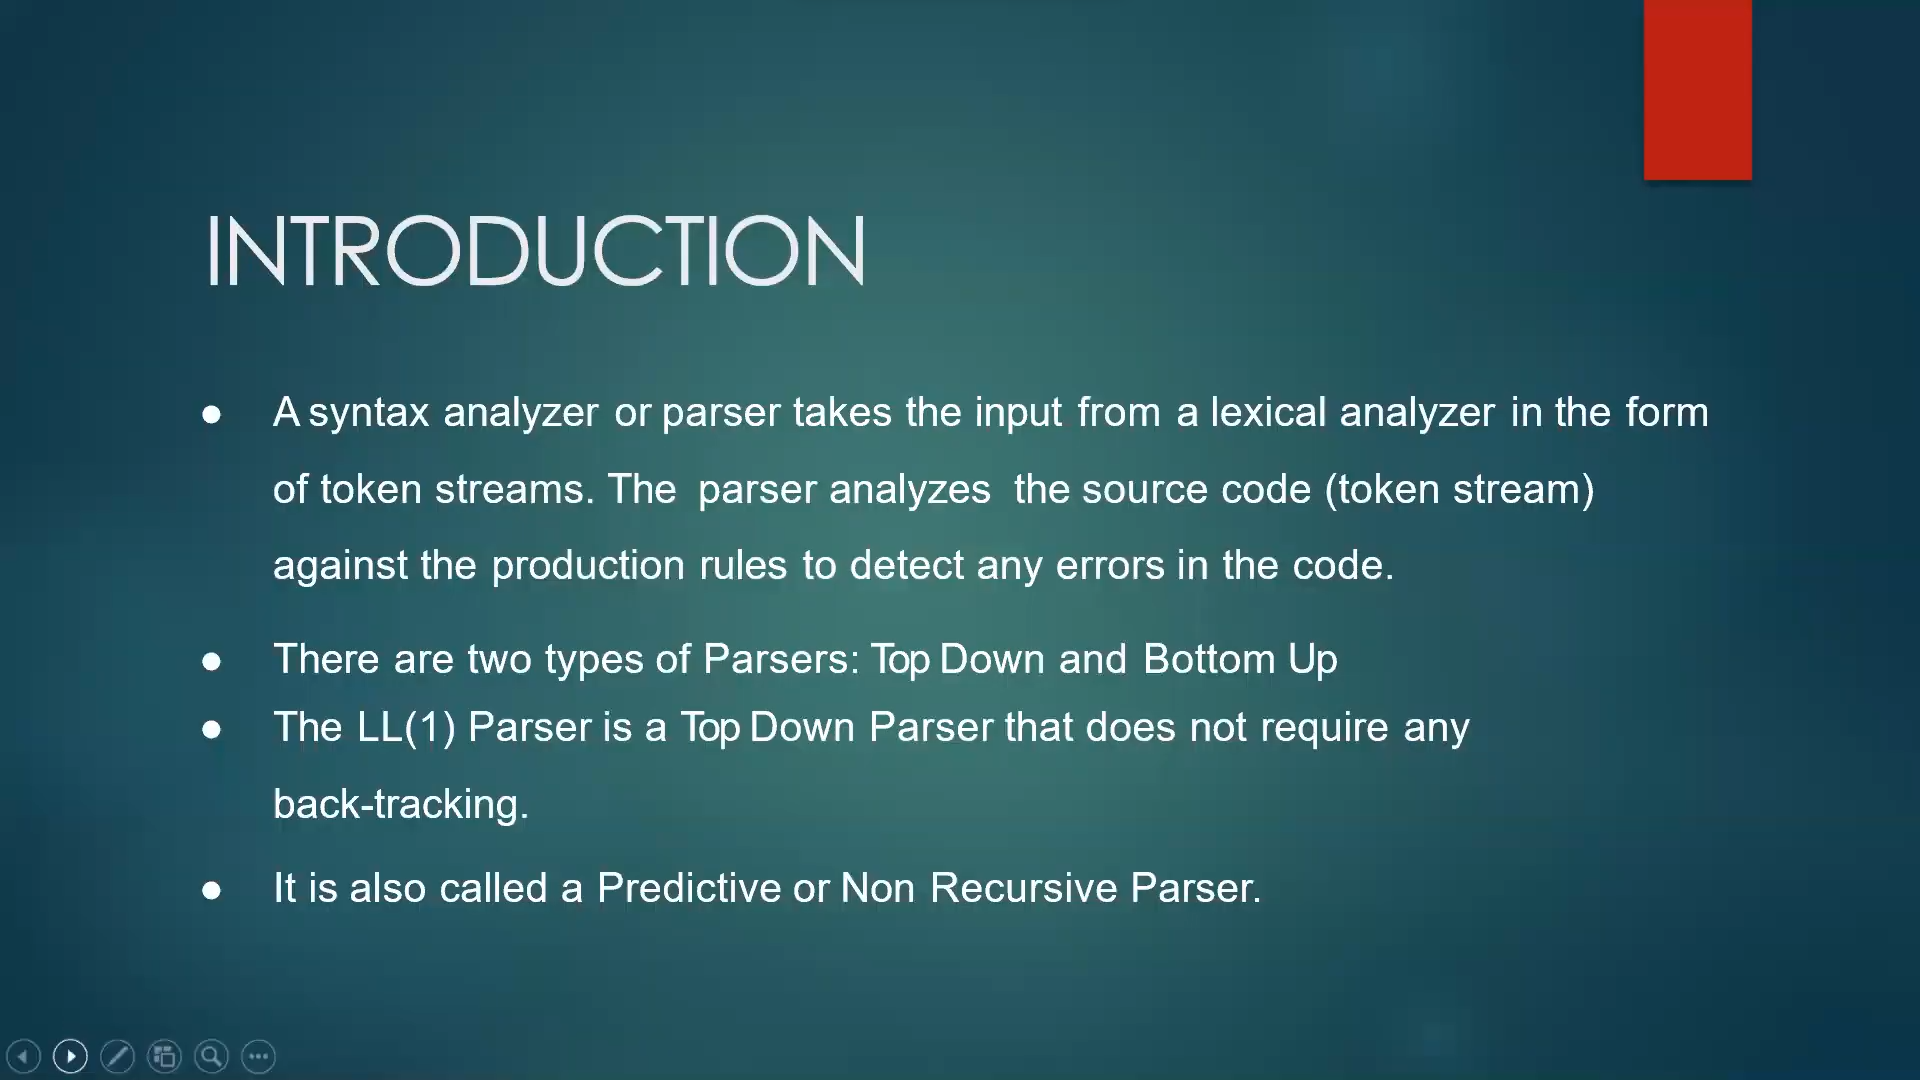 INTRODUCTION
● A syntax analyzer or parser takes the input from a lexical analyzer in the form
of token streams. The parser analyzes the source code (token stream)
against the production rules to detect any errors in the code.
● There are two types of Parsers: Top Down and Bottom Up
● The LL(1) Parser is a Top Down Parser that does not require any
back-tracking.
● It is also called a Predictive or Non Recursive Parser.